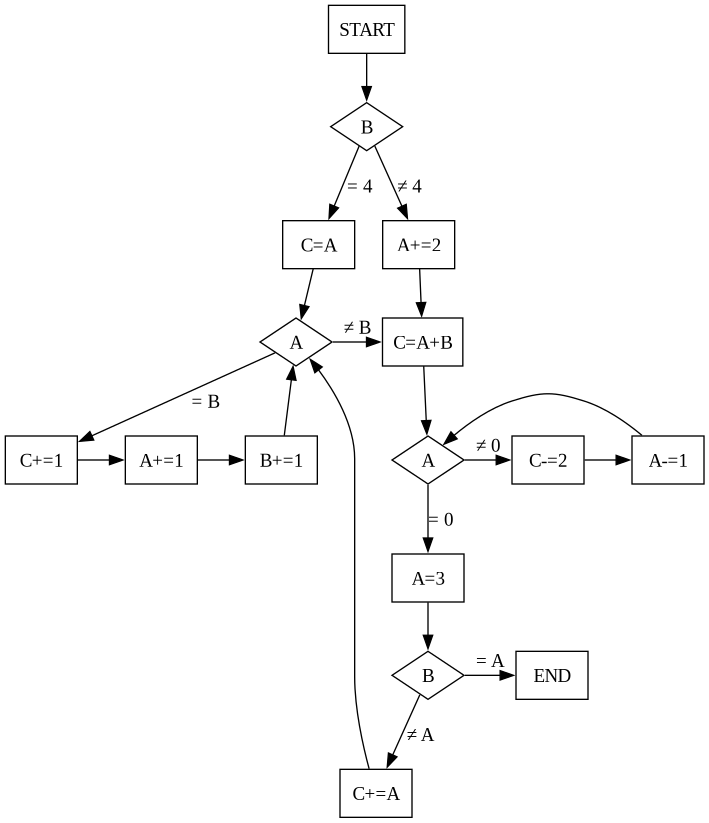 START
B
= 4
≠ 4
C=A
A+=2
A
≠ B
C=A+B
= B
C+=1
A+=1
B+=1
A
≠ 0
C-=2
A-=1
= 0
A=3
B
= A
END
≠ A
C+=A